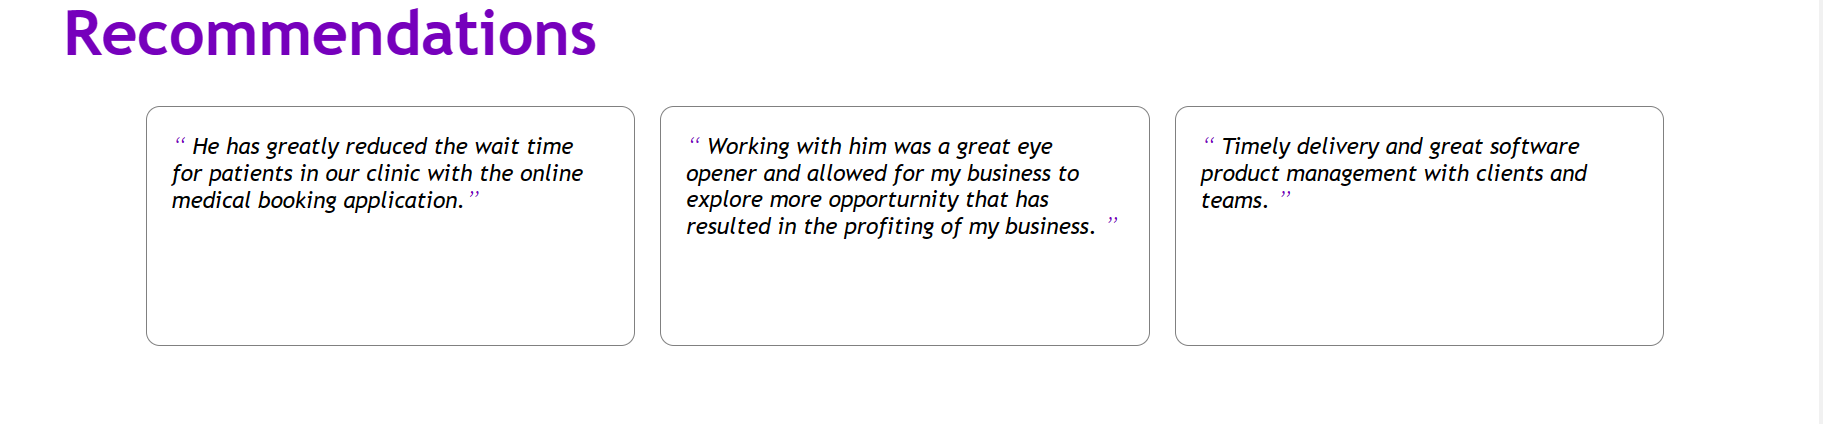 Recommendations
“ He has greatly reduced the wait time
for patients in our clinic with the online
medical booking application. ”
“ Working with him was a great eye
opener and allowed for my business to
explore more opporturnity that has
resulted in the profiting of my business. ”
“ Timely delivery and great software
product management with clients and
teams. ”